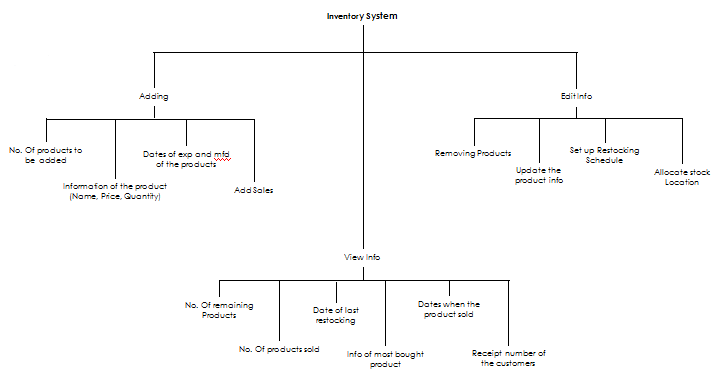 Inventory System
Adding
Edit Info
No. Of products to
be added
Dates of exp and mfd
of the products
Information of the product
(Name, Price, Quantity)
Add Sales
Removing Products
Update the
product info
Set up Restocking
Schedule
Allocate stock
Location
View Info
No. Of remaining
Products
No. Of products sold
Date of last
restocking
Info of most bought
product
Dates when the
product sold
Receipt number of
the customers